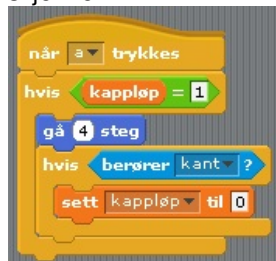 når a trykkes
hvis kappløp = 1
gå 4 steg
hvis berører kant ?
sett kappløp til 0